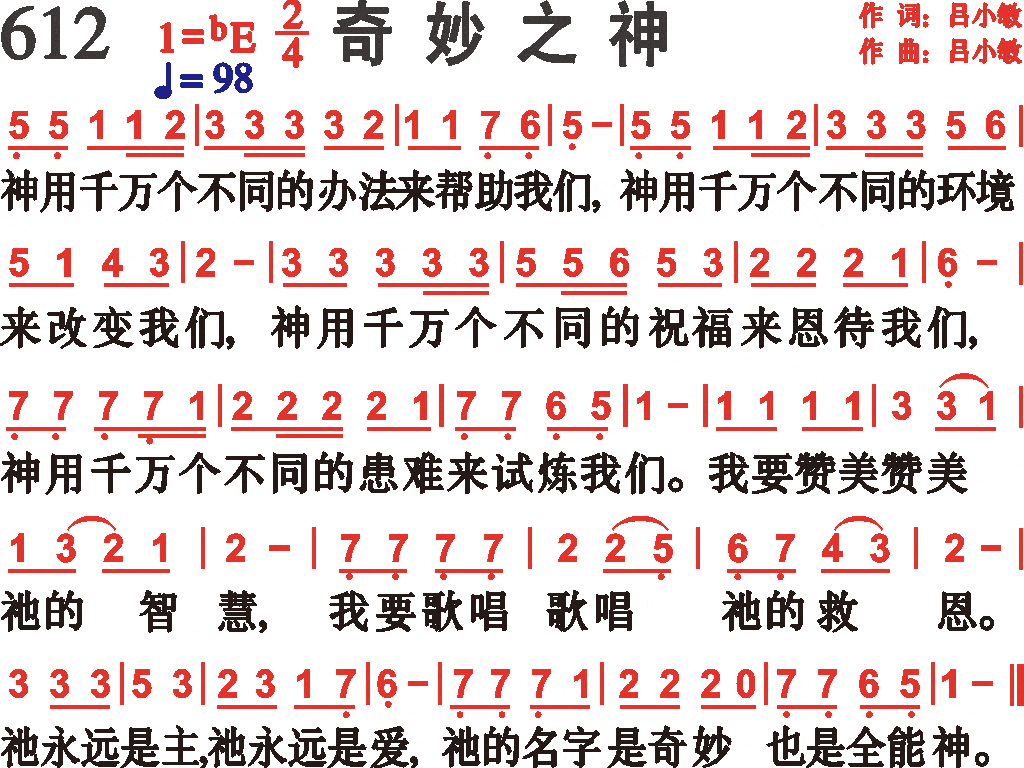 612 1=♭E 2/4 奇妙之神 作 词：吕小敏
♩=98 作 曲：吕小敏
5 5 1 1 2|3 3 3 3 2|1 1 7 6|5 －|5 5 1 1 2|3 3 3 5 6|
神用千万个不同的办法来帮助我们, 神用千万个不同的环境
5 1 4 3|2 －|3 3 3 3 3|5 5 6 5 3|2 2 2 1|6 －|
来改变我们, 神用千万个不同的祝福来恩待我们,
7 7 7 7 1|2 2 2 2 1|7 7 6 5|1 －|1 1 1 1|3 3 1|
神用千万个不同的患难来试炼我们。我要赞美赞美
1 3 2 1|2 －|7 7 7 7|2 2 5|6 7 4 3|2 －|
祂的 智 慧, 我要歌唱 歌唱 祂的救 恩。
3 3 3|5 3|2 3 1 7|6 －|7 7 7 1|2 2 2 0|7 7 6 5|1 －‖
祂永远是主,祂永远是爱, 祂的名字是奇妙 也是全能神。